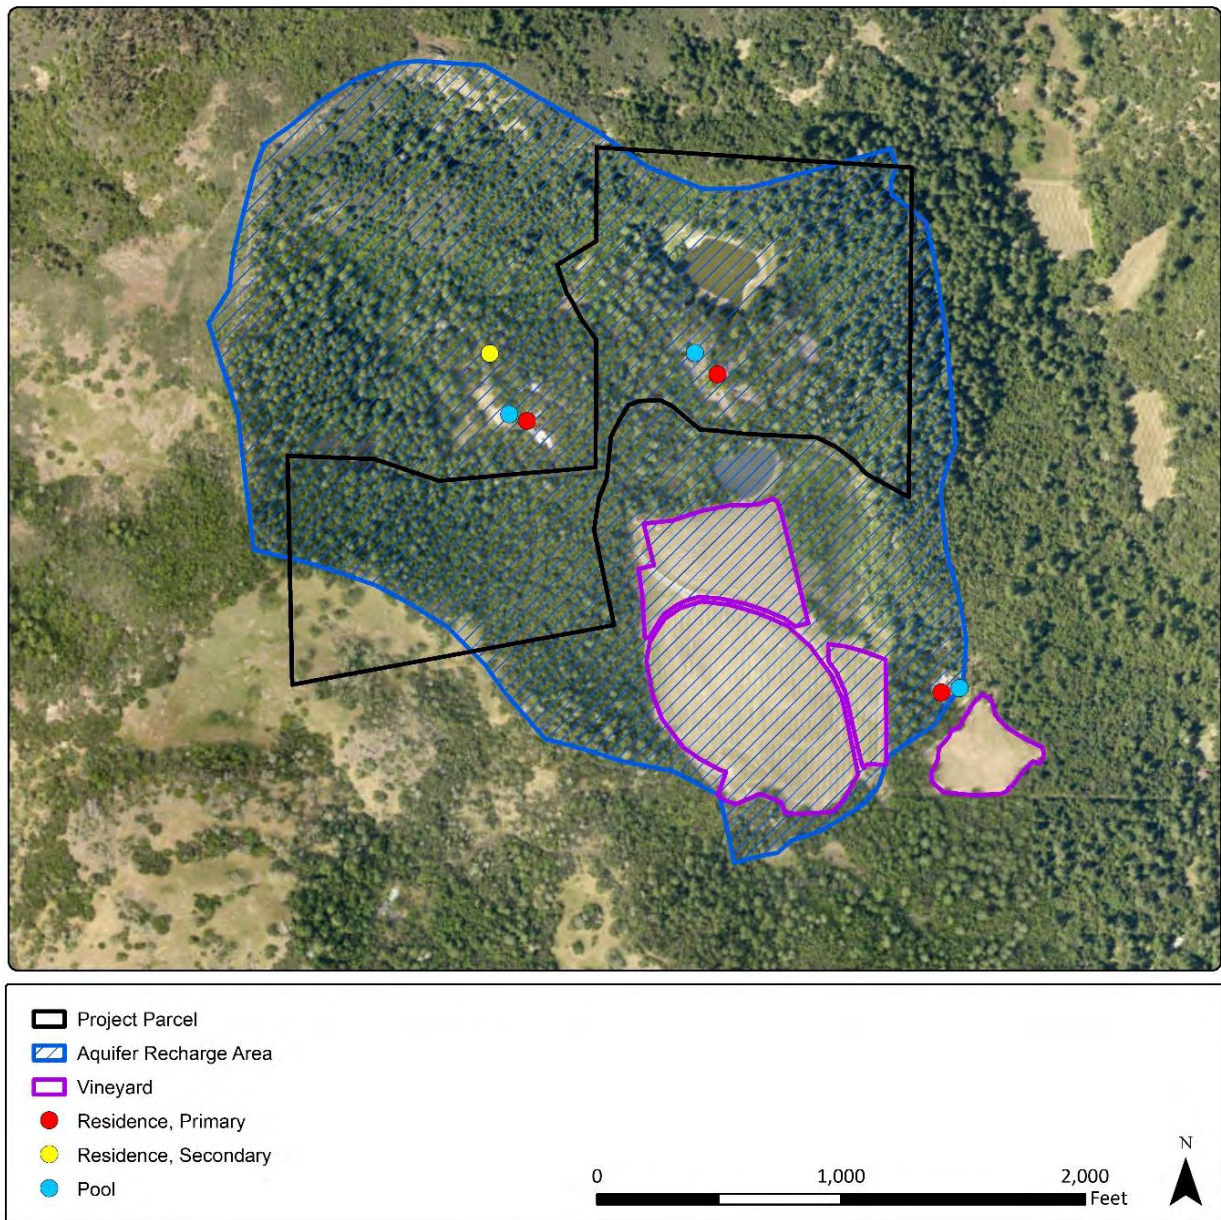 Project Parcel
Aquifer Recharge Area
Vineyard
Residence, Primary
Residence, Secondary
Pool
0 1,000 2,000
Feet
N